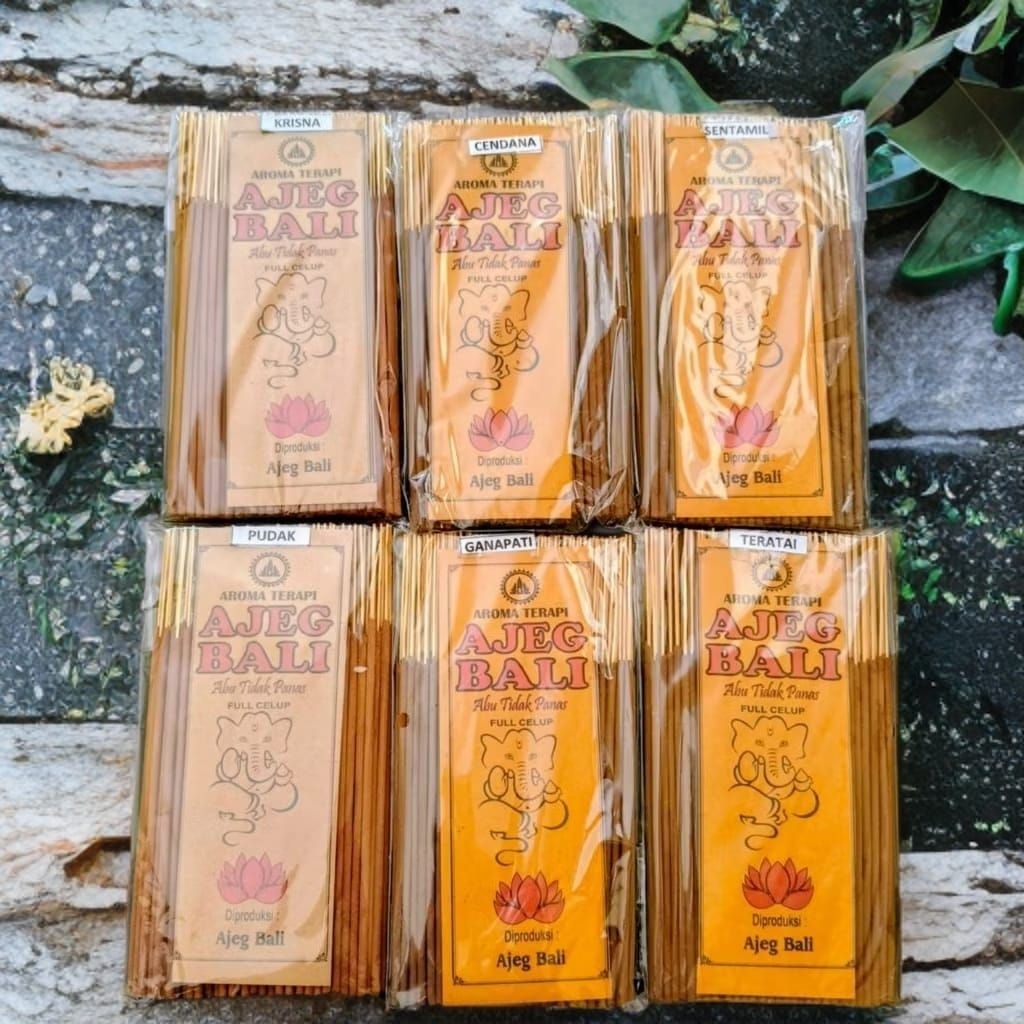 KRISNA
AROMA TERAPI
AJEG
BALI
Abu Tidak Panas
FULL CELUP
Diproduksi :
Ajeg Bali
CENDANA
AROMA TERAPI
AJEG
BALI
Abu Tidak Panas
FULL CELUP
Diproduksi :
Ajeg Bali
SENTAMIL
AROMA TERAPI
AJEG
BALI
Abu Tidak Panas
FULL CELUP
Diproduksi :
Ajeg Bali
PUDAK
AROMA TERAPI
AJEG
BALI
Abu Tidak Panas
FULL CELUP
Diproduksi :
Ajeg Bali
GANAPATI
AROMA TERAPI
AJEG
BALI
Abu Tidak Panas
FULL CELUP
Diproduksi :
Ajeg Bali
TERATAI
AROMA TERAPI
AJEG
BALI
Abu Tidak Panas
FULL CELUP
Diproduksi :
Ajeg Bali